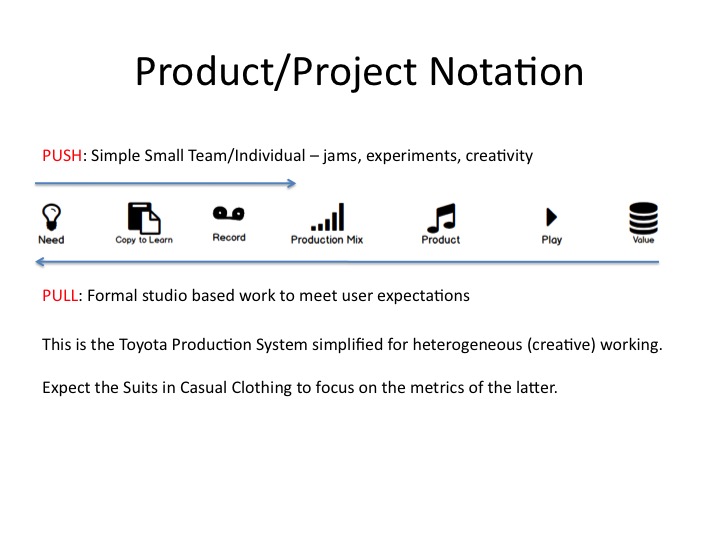 Product/Project Notation
PUSH: Simple Small Team/Individual – jams, experiments, creativity
Need Copy to Learn Record Production Mix Product Play Value
PULL: Formal studio based work to meet user expectations
This is the Toyota Production System simplified for heterogeneous (creative) working.
Expect the Suits in Casual Clothing to focus on the metrics of the latter.